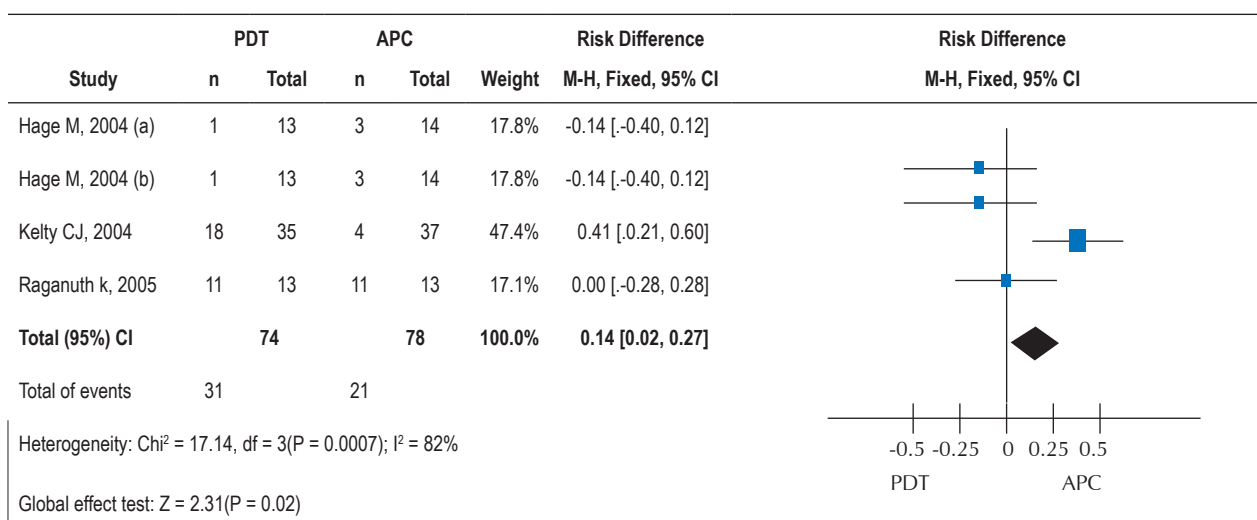 PDT APC Risk Difference Risk Difference
Study n Total n Total Weight M-H, Fixed, 95% CI M-H, Fixed, 95% CI
Hage M, 2004 (a) 1 13 3 14 17.8% -0.14 [.-0.40, 0.12]
Hage M, 2004 (b) 1 13 3 14 17.8% -0.14 [.-0.40, 0.12]
Kelty CJ, 2004 18 35 4 37 47.4% 0.41 [.0.21, 0.60]
Raganuth k, 2005 11 13 11 13 17.1% 0.00 [.-0.28, 0.28]
Total (95%) CI 74 78 100.0% 0.14 [0.02, 0.27]
Total of events 31 21
Heterogeneity: Chi² = 17.14, df = 3(P = 0.0007); I² = 82%
-0.5 -0.25 0 0.25 0.5
PDT APC
Global effect test: Z = 2.31(P = 0.02)